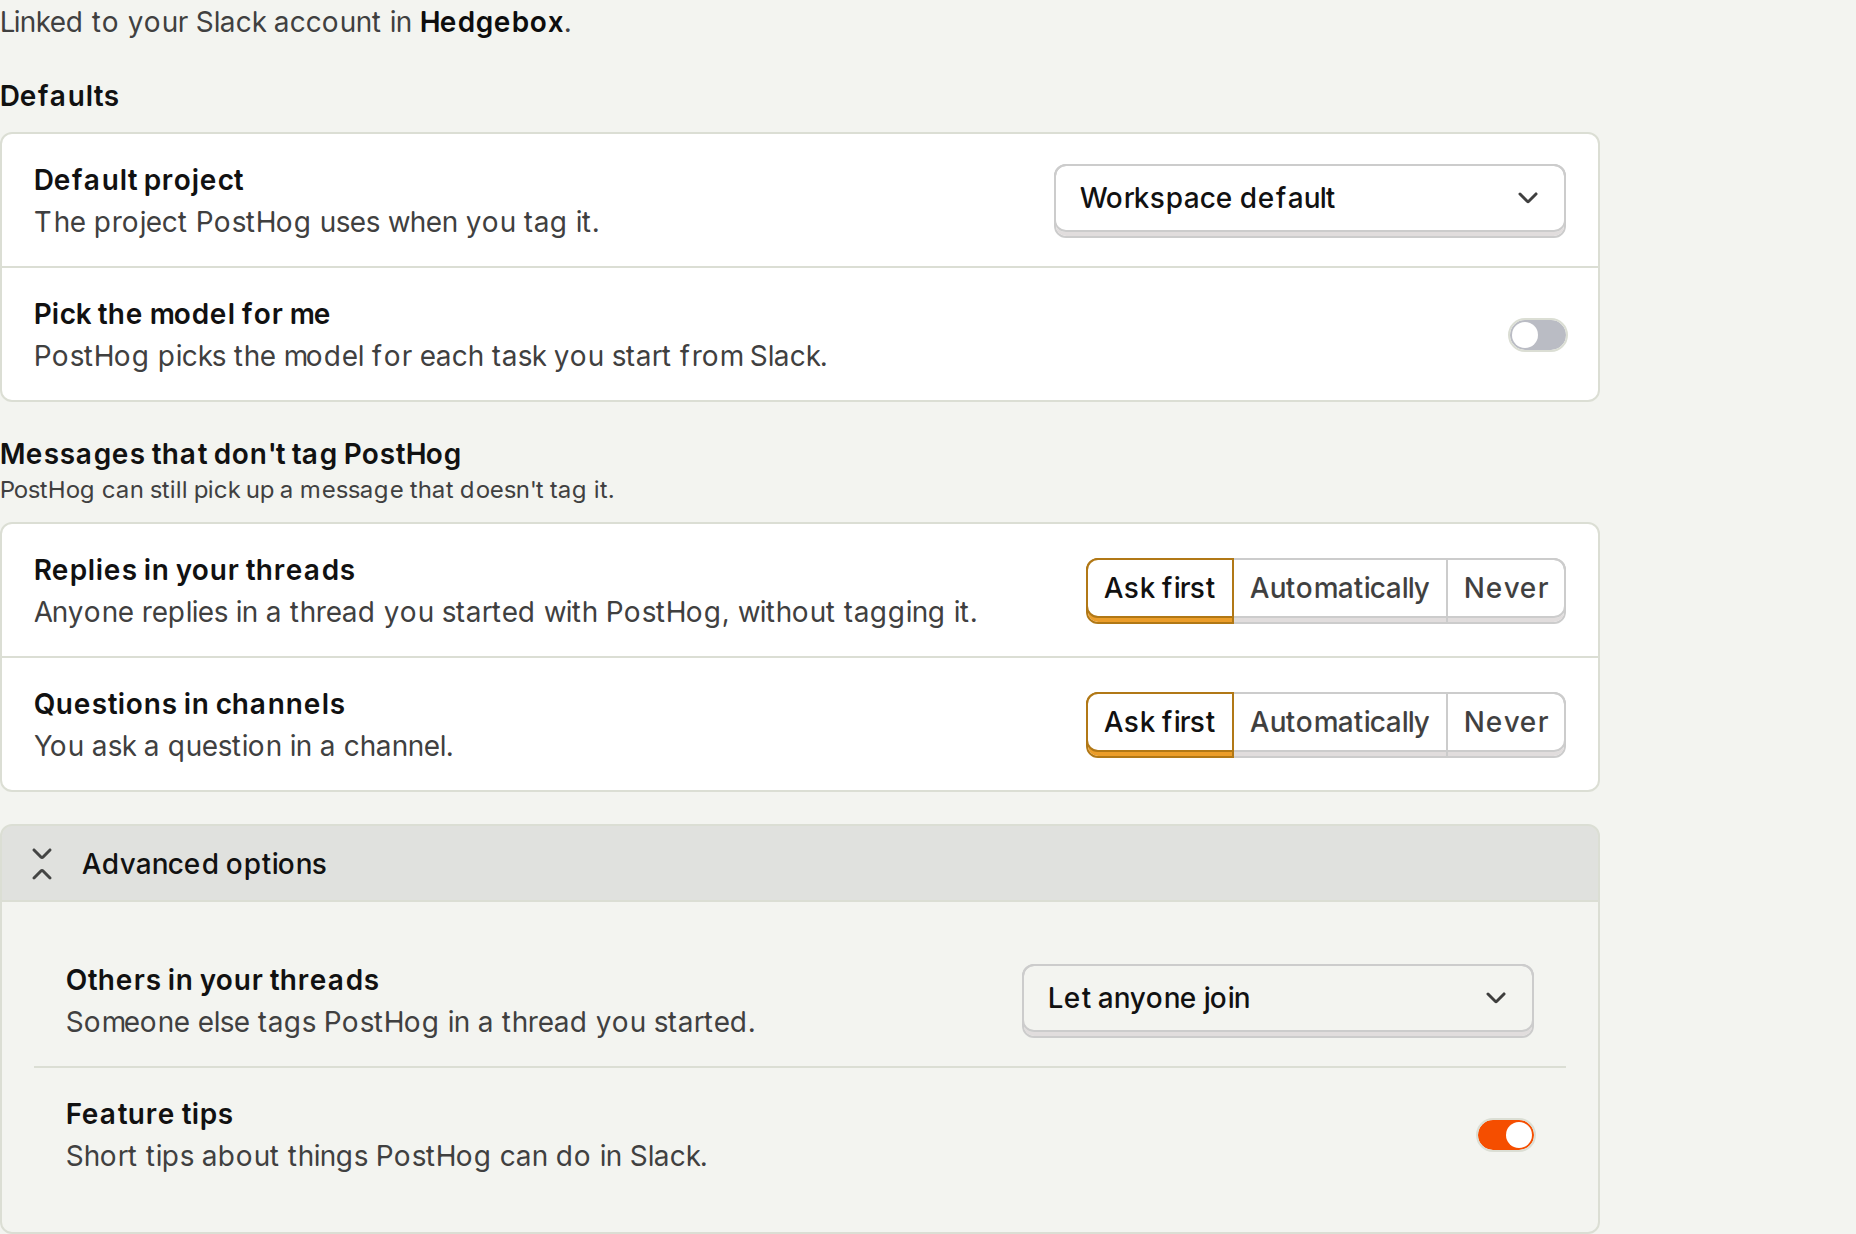 Linked to your Slack account in Hedgebox.
Defaults
Default project
Workspace default
The project PostHog uses when you tag it.
Pick the model for me
PostHog picks the model for each task you start from Slack.
Messages that don't tag PostHog
PostHog can still pick up a message that doesn't tag it.
Replies in your threads
Ask first Automatically Never
Anyone replies in a thread you started with PostHog, without tagging it.
Questions in channels
Ask first Automatically Never
You ask a question in a channel.
Advanced options
Others in your threads
Let anyone join
Someone else tags PostHog in a thread you started.
Feature tips
Short tips about things PostHog can do in Slack.